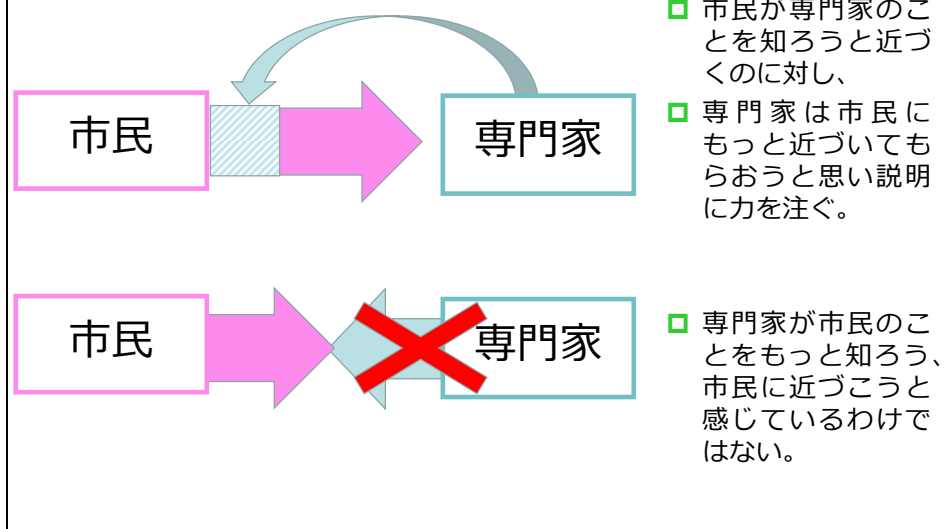 市民
専門家
市民が専門家のこ
とを知ろうと近づ
くのに対し、
専門家は市民に
もっと近づいても
らおうと思い説明
に力を注ぐ。
市民
専門家
専門家が市民のこ
とをもっと知ろう、
市民に近づこうと
感じているわけで
はない。